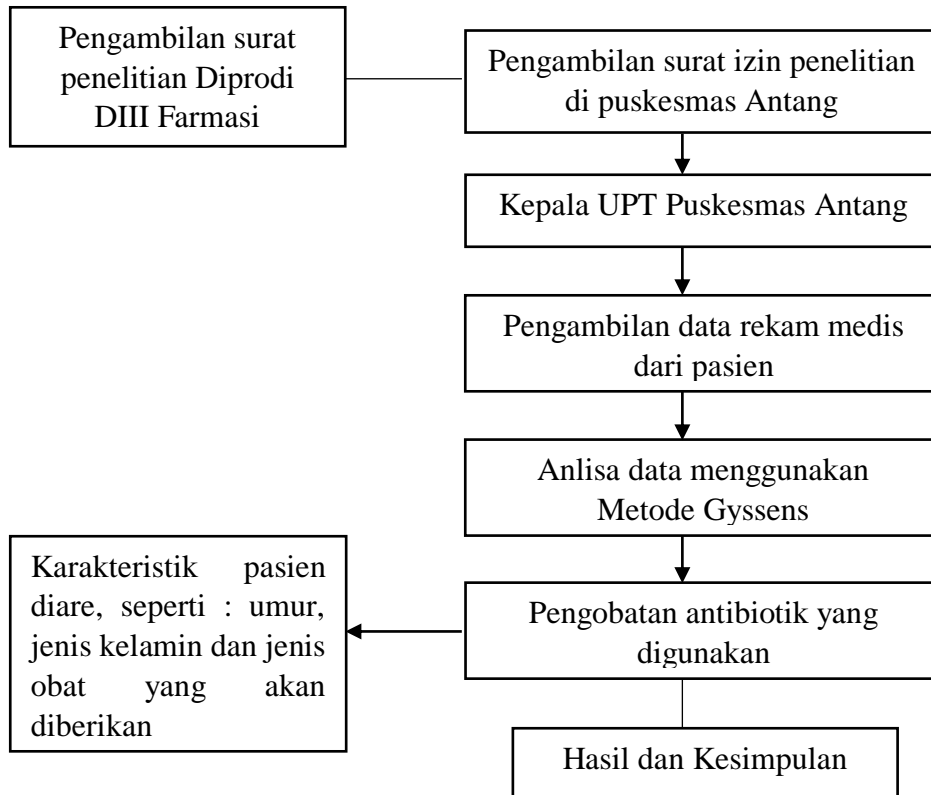 Pengambilan surat
penelitian Diprodi
DIII Farmasi
Pengambilan surat izin penelitian
di puskesmas Antang
Kepala UPT Puskesmas Antang
Pengambilan data rekam medis
dari pasien
Anlisa data menggunakan
Metode Gyssens
Karakteristik pasien
diare, seperti : umur,
jenis kelamin dan jenis
obat yang akan
diberikan
Pengobatan antibiotik yang
digunakan
Hasil dan Kesimpulan